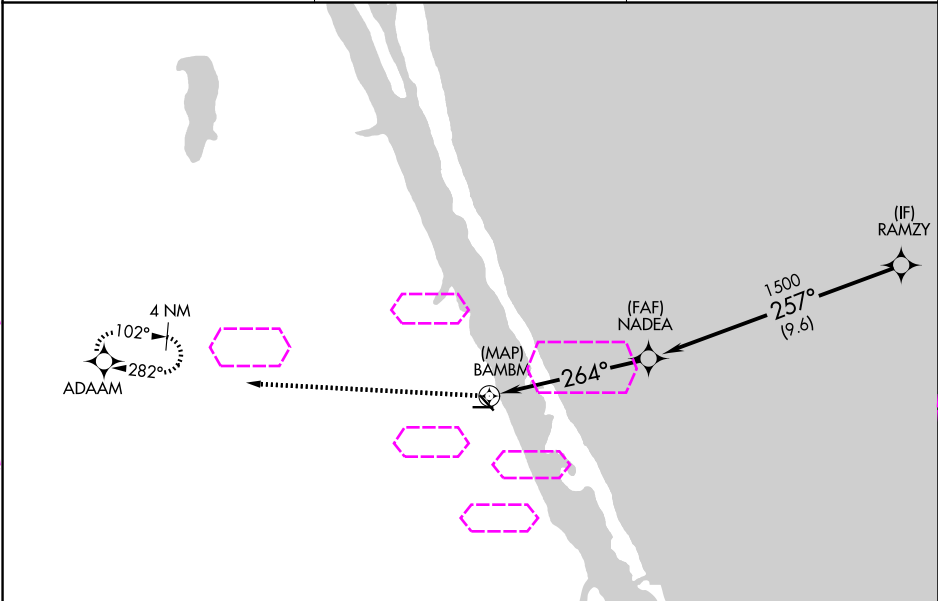 (IF)
RAMZY
1500
257°
(9.6)
(FAF)
NADEA
264°
(MAP)
BAMBM
4 NM
102°
282°
ADAAM